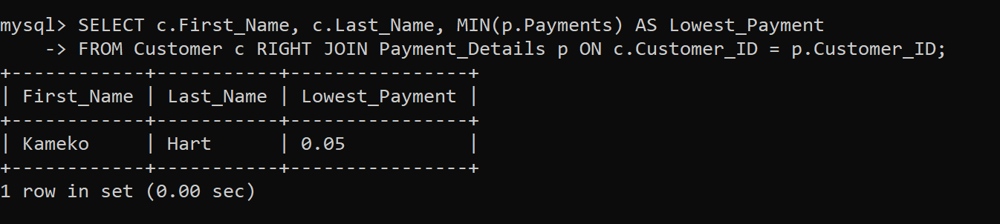 mysql> SELECT c.First_Name, c.Last_Name, MIN(p.Payments) AS Lowest_Payment
    -> FROM Customer c RIGHT JOIN Payment_Details p ON c.Customer_ID = p.Customer_ID;
+------------+-----------+----------------+
| First_Name | Last_Name | Lowest_Payment |
+------------+-----------+----------------+
| Kameko     | Hart      | 0.05           |
+------------+-----------+----------------+
1 row in set (0.00 sec)